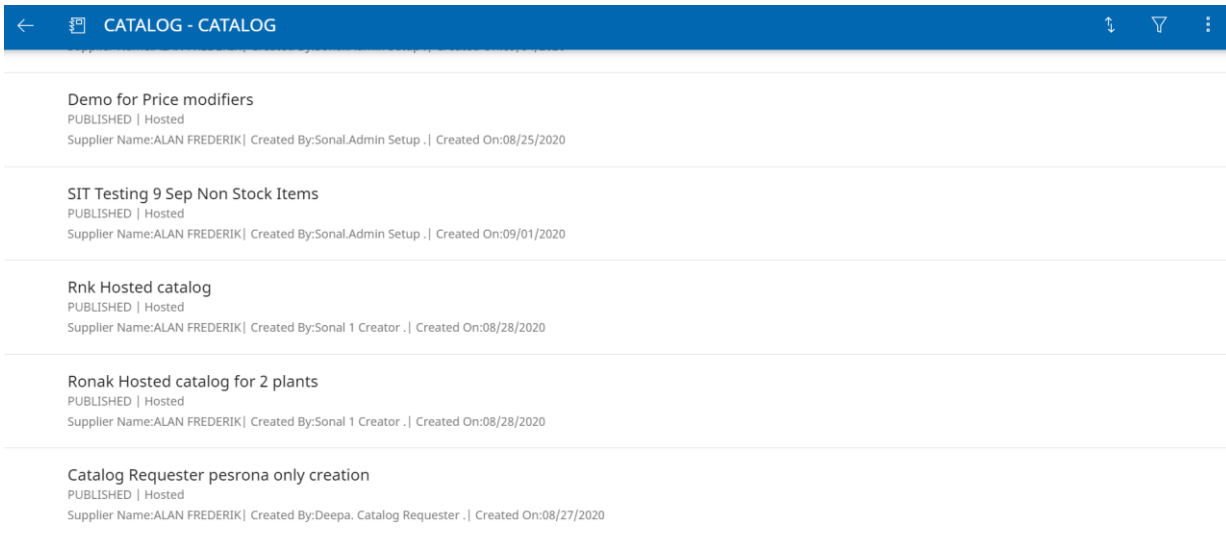 CATALOG - CATALOG
Demo for Price modifiers
PUBLISHED | Hosted
Supplier Name:ALAN FREDERIK| Created By:Sonal.Admin Setup .| Created On:08/25/2020
SIT Testing 9 Sep Non Stock Items
PUBLISHED | Hosted
Supplier Name:ALAN FREDERIK| Created By:Sonal.Admin Setup .| Created On:09/01/2020
Rnk Hosted catalog
PUBLISHED | Hosted
Supplier Name:ALAN FREDERIK| Created By:Sonal 1 Creator .| Created On:08/28/2020
Ronak Hosted catalog for 2 plants
PUBLISHED | Hosted
Supplier Name:ALAN FREDERIK| Created By:Sonal 1 Creator .| Created On:08/28/2020
Catalog Requester pesrona only creation
PUBLISHED | Hosted
Supplier Name:ALAN FREDERIK| Created By:Deepa. Catalog Requester .| Created On:08/27/2020